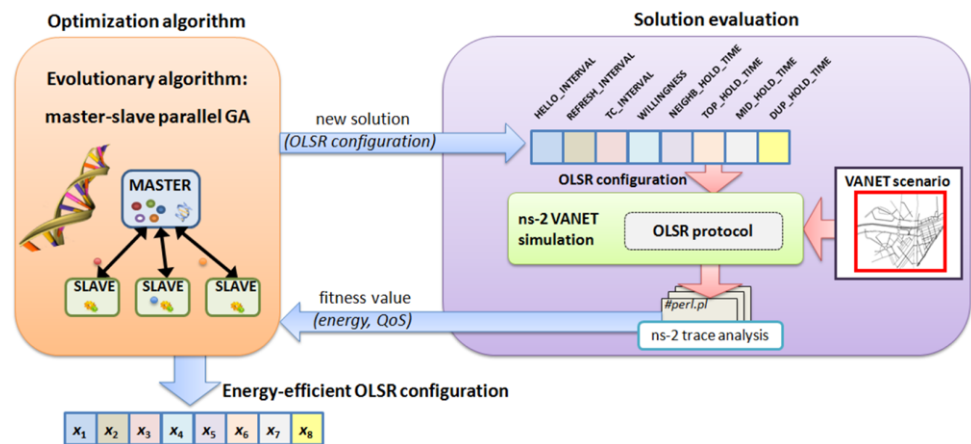 Optimization algorithm
Solution evaluation
Evolutionary algorithm:
master-slave parallel GA
MASTER
SLAVE
SLAVE
SLAVE
new solution
(OLSR configuration)
HELLO_INTERVAL
REFRESH_INTERVAL
TC_INTERVAL
WILLINGNESS
NEIGHB_HOLD_TIME
TOP_HOLD_TIME
MID_HOLD_TIME
DUP_HOLD_TIME
OLSR configuration
VANET scenario
ns-2 VANET
simulation
OLSR protocol
fitness value
(energy, QoS)
#perl.pl
ns-2 trace analysis
Energy-efficient OLSR configuration
x1 x2 x3 x4 x5 x6 x7 x8